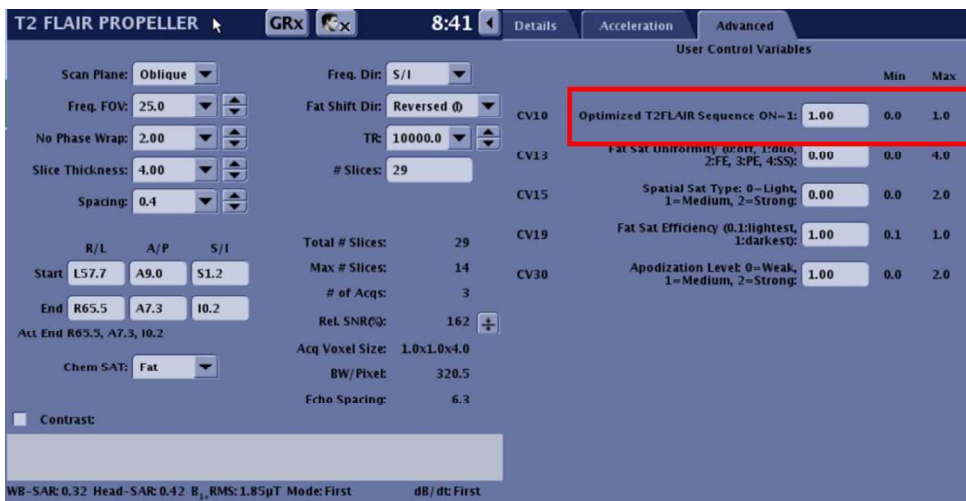 T2 FLAIR PROPELLER GRx x 8:41
Details Acceleration Advanced
User Control Variables
Min Max
Scan Plane: Oblique
Freq. FOV: 25.0
No Phase Wrap: 2.00
Slice Thickness: 4.00
Spacing: 0.4
Freq. Dir: S/I
Fat Shift Dir: Reversed (I)
TR: 10000.0
# Slices: 29
R/L A/P S/I
Start L57.7 A9.0 S1.2
End R65.5 A7.3 I0.2
Act End R65.5, A7.3, I0.2
Chem SAT: Fat
Contrast:
Total # Slices: 29
Max # Slices: 14
# of Acqs: 3
Rel. SNR(%): 162
Acq Voxel Size: 1.0x1.0x4.0
BW/Pixel: 320.5
Echo Spacing: 6.3
CV10 Optimized T2FLAIR Sequence ON=1: 1.00 0.0 1.0
CV13 Fat Sat Uniformity (0:off, 1:duo,
2:FE, 3:PE, 4:SS): 0.00 0.0 4.0
CV15 Spatial Sat Type: 0=Light,
1=Medium, 2=Strong: 0.00 0.0 2.0
CV19 Fat Sat Efficiency (0.1:lightest,
1:darkest): 1.00 0.1 1.0
CV30 Apodization Level: 0=Weak,
1=Medium, 2=Strong: 1.00 0.0 2.0
WB-SAR: 0.32 Head-SAR: 0.42 B1+RMS: 1.85µT Mode: First dB/dt: First